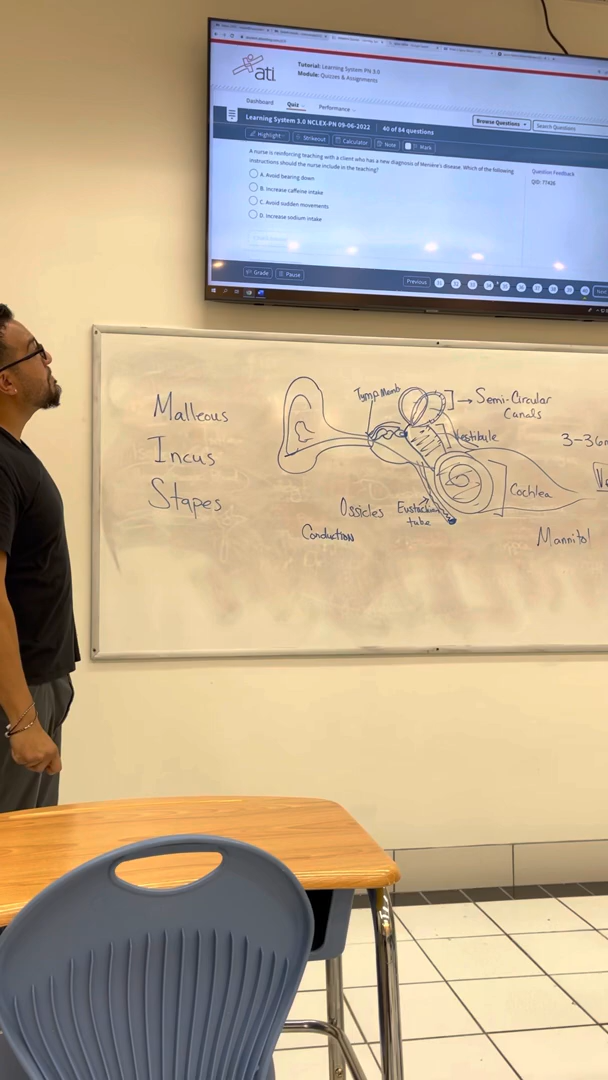 ati
Tutorial: Learning System PN 3.0
Module: Quizzes & Assignments
Dashboard Quiz Performance
Browse Questions Search Questions
Learning System 3.0 NCLEX-PN 09-06-2022 40 of 64 questions
Highlight Strikeout Calculator Note Mark
A nurse is reinforcing teaching with a client who has a new diagnosis of Ménière's disease. Which of the following
instructions should the nurse include in the teaching?
A. Avoid bearing down
B. Increase caffeine intake
C. Avoid sudden movements
D. Increase sodium intake
Question Feedback
Grade Pause
Previous
Malleous
Incus
Stapes
Tymp Memb
Semi-Circular
Canals
Vestibule
Cochlea
Ossicles
Eustachian
tube
Conduction
Mannitol